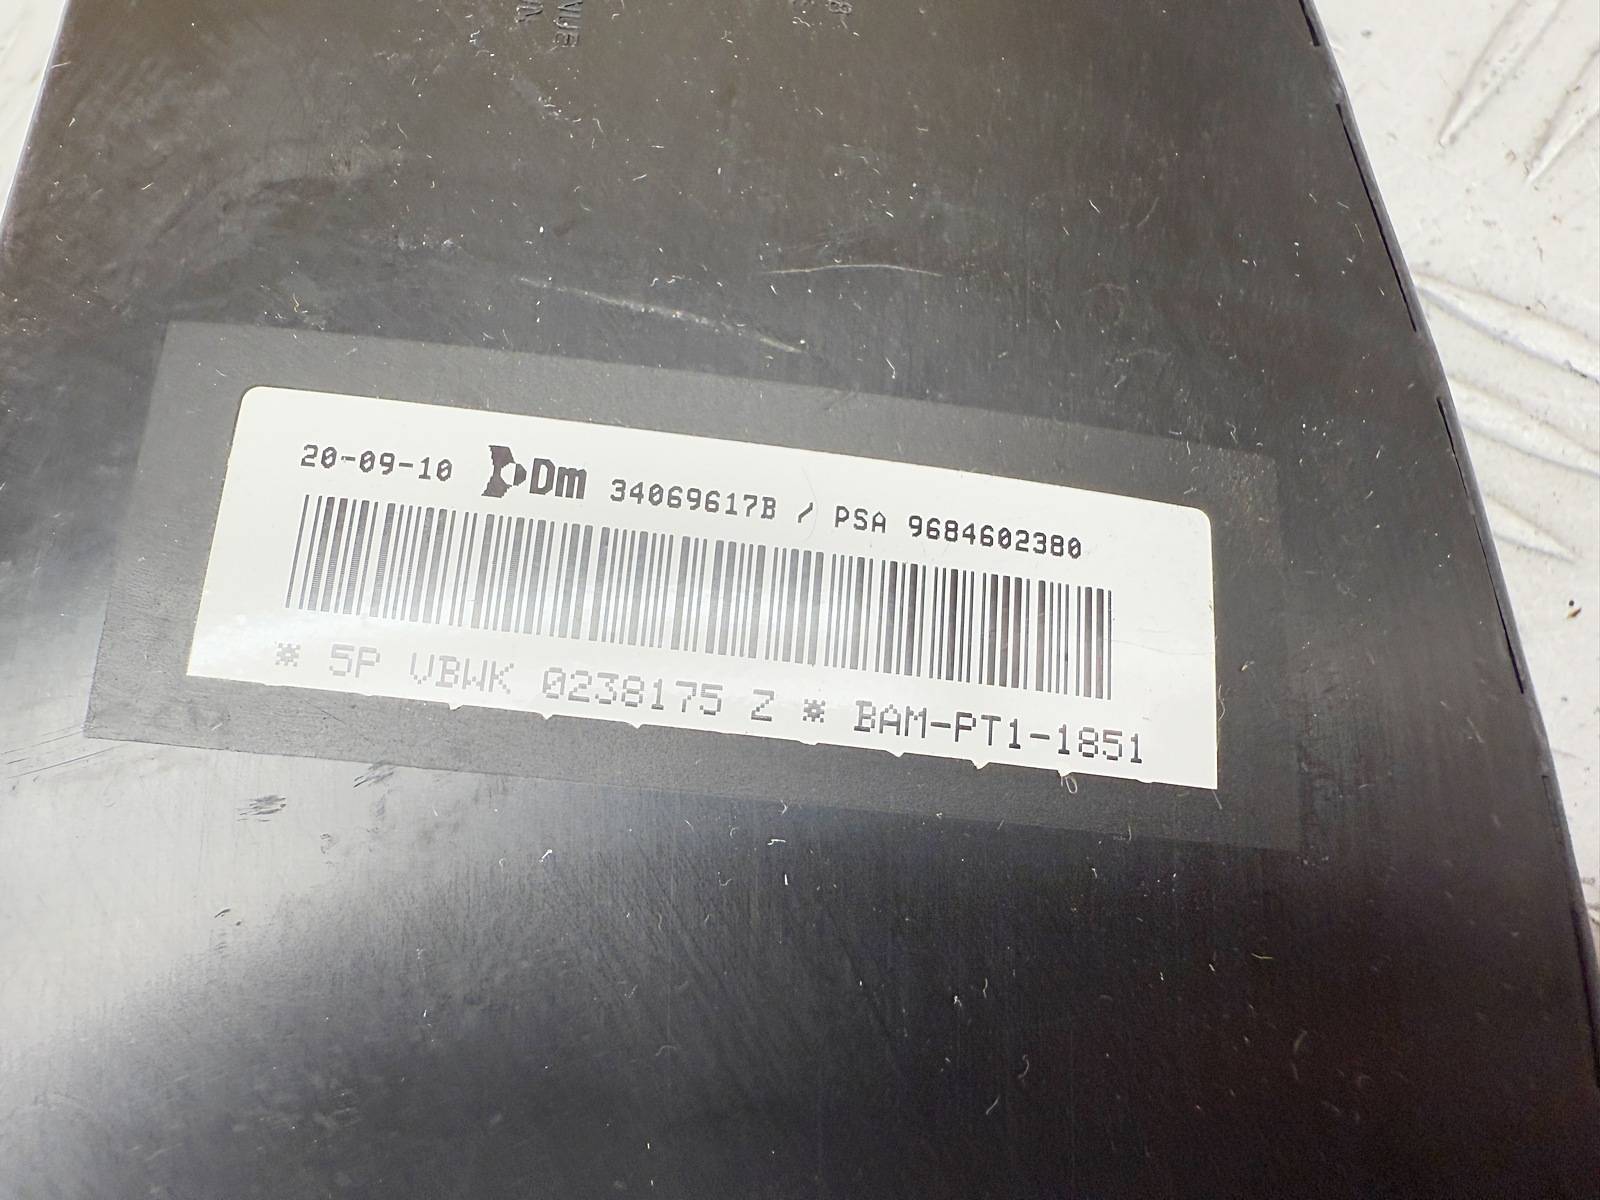 20-09-10 Dm 34069617B / PSA 9684602380
* 5P VBWK 0238175 Z * BAM-PT1-1851